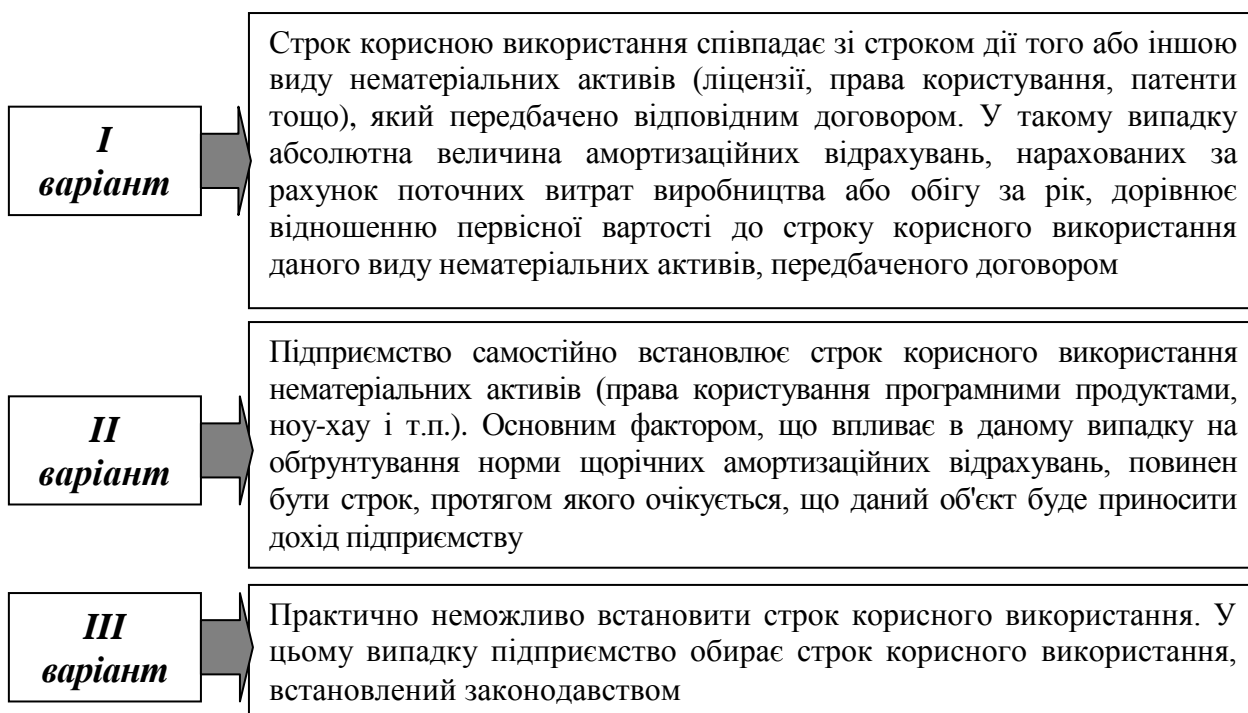 І
варіант
Строк корисною використання співпадає зі строком дії того або іншою
виду нематеріальних активів (ліцензії, права користування, патенти
тощо), який передбачено відповідним договором. У такому випадку
абсолютна величина амортизаційних відрахувань, нарахованих за
рахунок поточних витрат виробництва або обігу за рік, дорівнює
відношенню первісної вартості до строку корисного використання
даного виду нематеріальних активів, передбаченого договором
ІІ
варіант
Підприємство самостійно встановлює строк корисного використання
нематеріальних активів (права користування програмними продуктами,
ноу-хау і т.п.). Основним фактором, що впливає в даному випадку на
обґрунтування норми щорічних амортизаційних відрахувань, повинен
бути строк, протягом якого очікується, що даний об'єкт буде приносити
дохід підприємству
ІІІ
варіант
Практично неможливо встановити строк корисного використання. У
цьому випадку підприємство обирає строк корисного використання,
встановлений законодавством